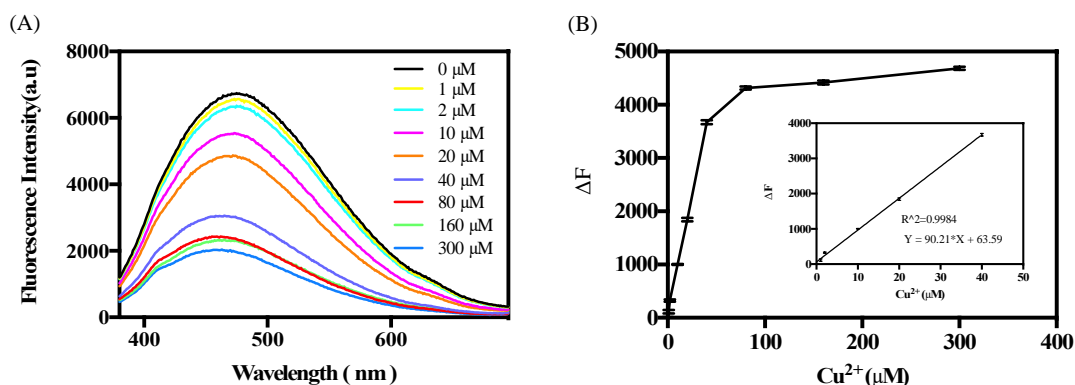 (A)
8000
6000
4000
2000
0
Fluorescence Intensity(a.u)
400
500
600
Wavelength ( nm)
0 μM
1 μM
2 μM
10 μM
20 μM
40 μM
80 μM
160 μM
300 μM
(B)
5000
4000
3000
2000
1000
0
ΔF
0
100
200
300
400
Cu²⁺(μM)
4000
3000
2000
1000
0
ΔF
0
10
20
30
40
50
Cu²⁺(μM)
R^2=0.9984
Y = 90.21*X + 63.59